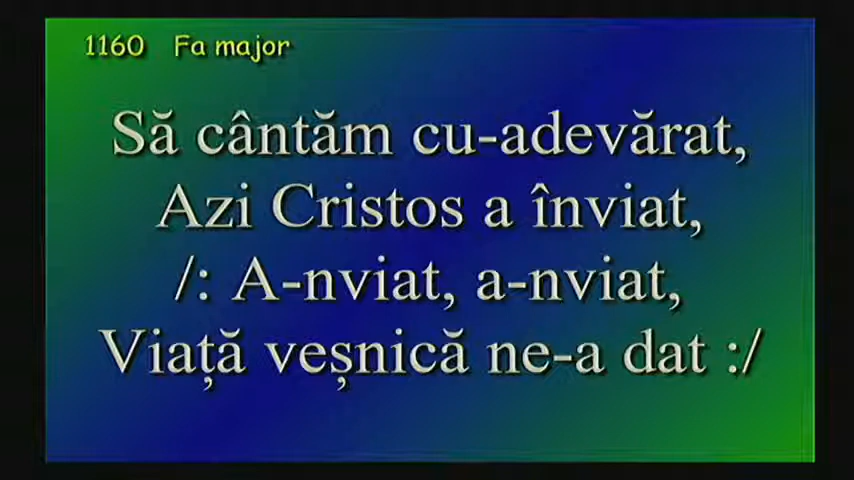 1160 Fa major
Să cântăm cu-adevărat,
Azi Cristos a înviat,
/: A-nviat, a-nviat,
Viață veșnică ne-a dat :/